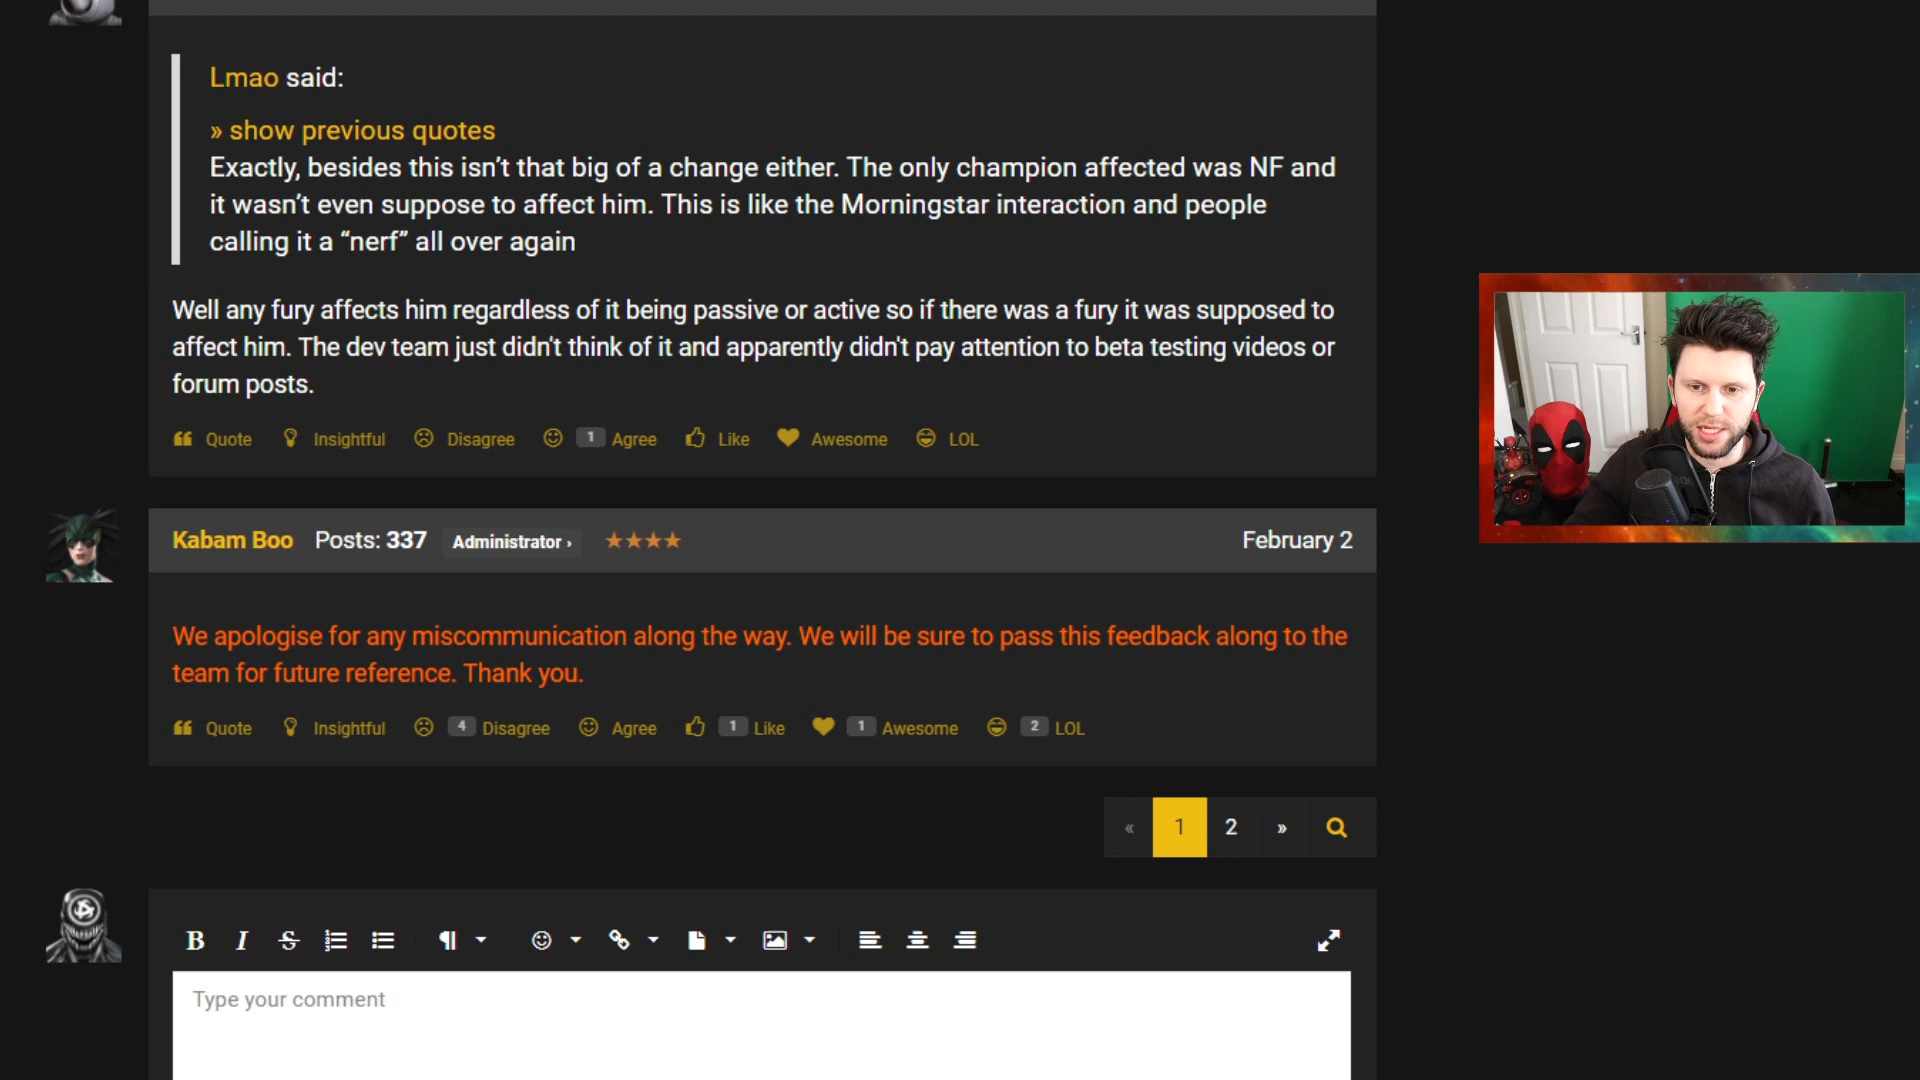 Lmao said:
» show previous quotes
Exactly, besides this isn’t that big of a change either. The only champion affected was NF and
it wasn’t even suppose to affect him. This is like the Morningstar interaction and people
calling it a “nerf” all over again
Well any fury affects him regardless of it being passive or active so if there was a fury it was supposed to
affect him. The dev team just didn't think of it and apparently didn't pay attention to beta testing videos or
forum posts.
Quote Insightful Disagree 1 Agree Like Awesome LOL
Kabam Boo Posts: 337 Administrator › ★★★★ February 2
We apologise for any miscommunication along the way. We will be sure to pass this feedback along to the
team for future reference. Thank you.
Quote Insightful 4 Disagree Agree 1 Like 1 Awesome 2 LOL
« 1 2 »
B I S ¶
Type your comment